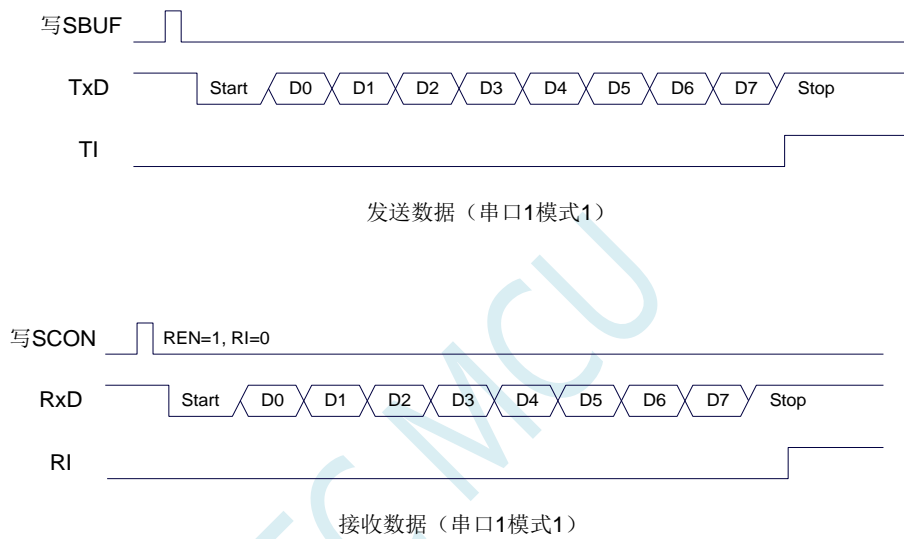 写SBUF
TxD Start D0 D1 D2 D3 D4 D5 D6 D7 Stop
TI
发送数据（串口1模式1）
写SCON REN=1, RI=0
RxD Start D0 D1 D2 D3 D4 D5 D6 D7 Stop
RI
接收数据（串口1模式1）
MCU